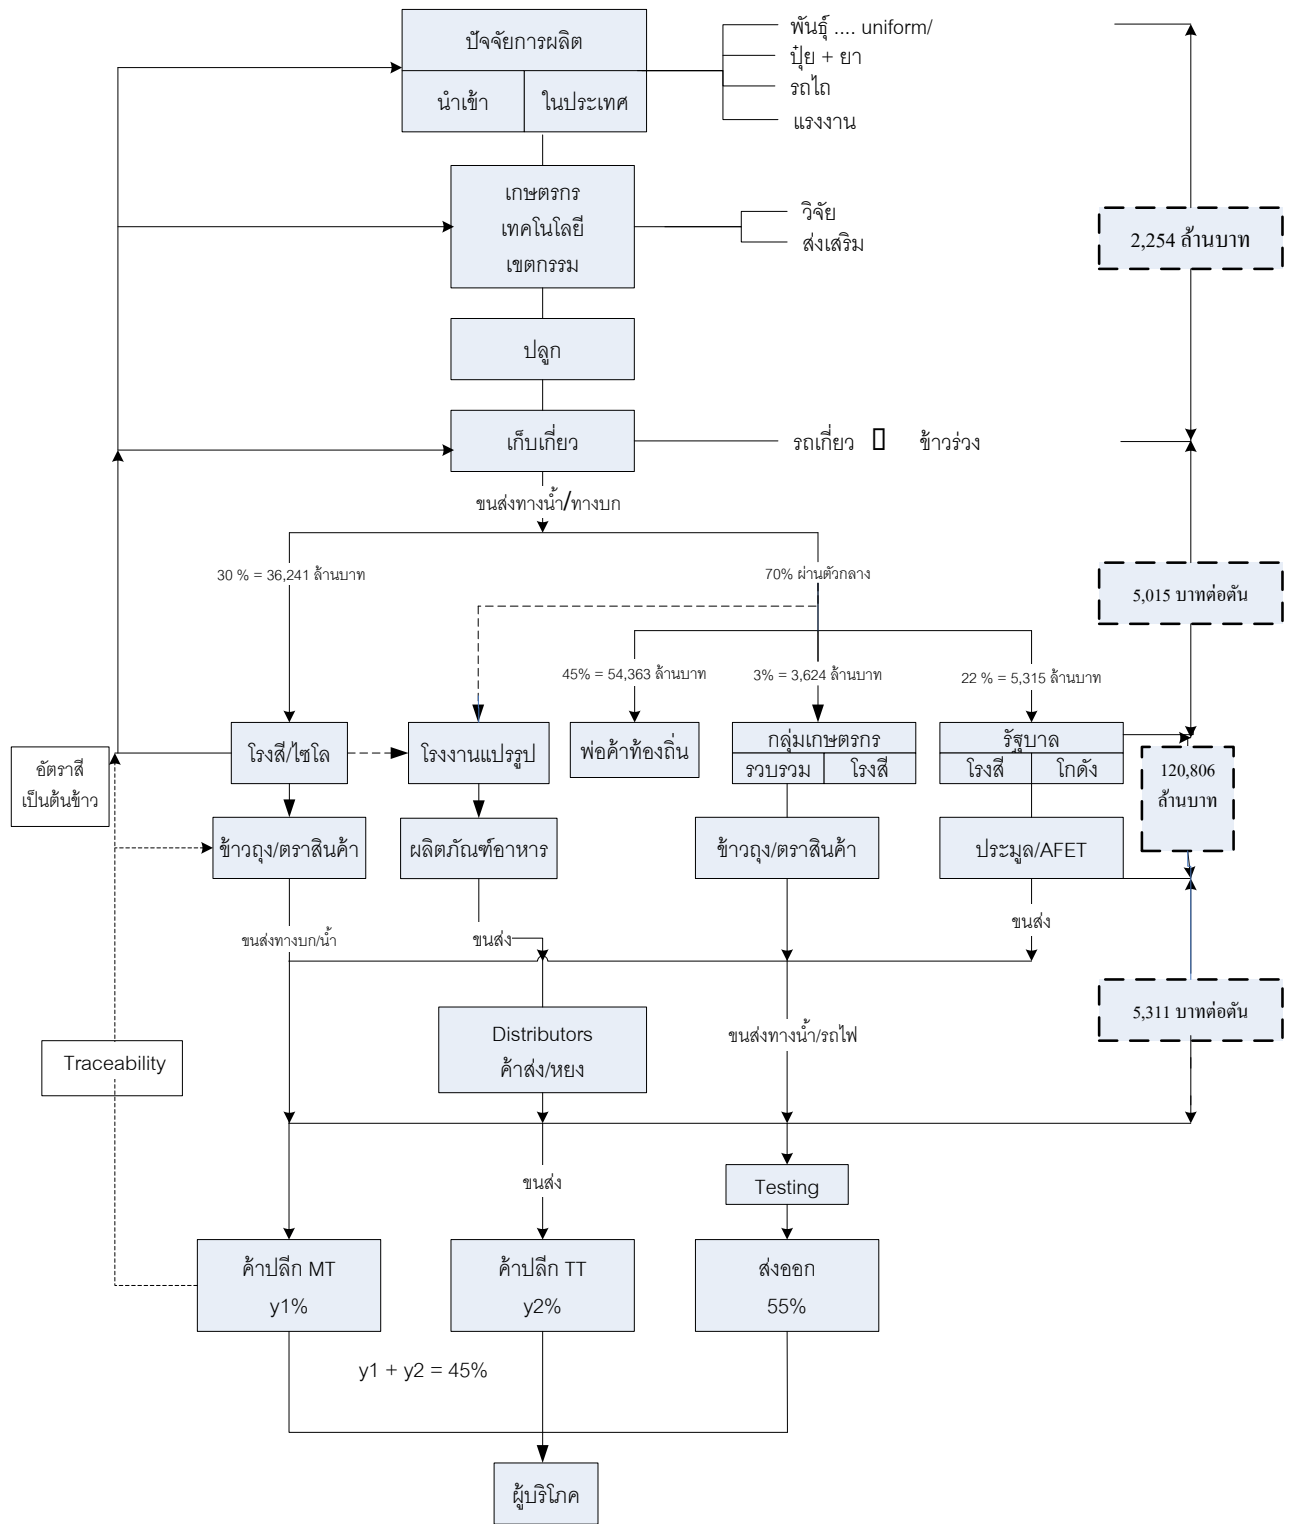 ปัจจัยการผลิต
นำเข้า
ในประเทศ
พันธุ์ .... uniform/
ปุ๋ย + ยา
รถไถ
แรงงาน
เกษตรกร
เทคโนโลยี
เขตกรรม
วิจัย
ส่งเสริม
2,254 ล้านบาท
ปลูก
เก็บเกี่ยว
รถเกี่ยว ▯ ข้าวร่วง
ขนส่งทางน้ำ/ทางบก
30 % = 36,241 ล้านบาท
70% ผ่านตัวกลาง
5,015 บาทต่อตัน
45% = 54,363 ล้านบาท
3% = 3,624 ล้านบาท
22 % = 5,315 ล้านบาท
อัตราสี
เป็นต้นข้าว
โรงสี/ไซโล
โรงงานแปรรูป
พ่อค้าท้องถิ่น
กลุ่มเกษตรกร
รวบรวม
โรงสี
รัฐบาล
โรงสี
โกดัง
120,806
ล้านบาท
ข้าวถุง/ตราสินค้า
ผลิตภัณฑ์อาหาร
ข้าวถุง/ตราสินค้า
ประมูล/AFET
ขนส่งทางบก/น้ำ
ขนส่ง
ขนส่ง
Distributors
ค้าส่ง/หยง
ขนส่งทางน้ำ/รถไฟ
5,311 บาทต่อตัน
Traceability
ขนส่ง
Testing
ค้าปลีก MT
y1%
ค้าปลีก TT
y2%
ส่งออก
55%
y1 + y2 = 45%
ผู้บริโภค